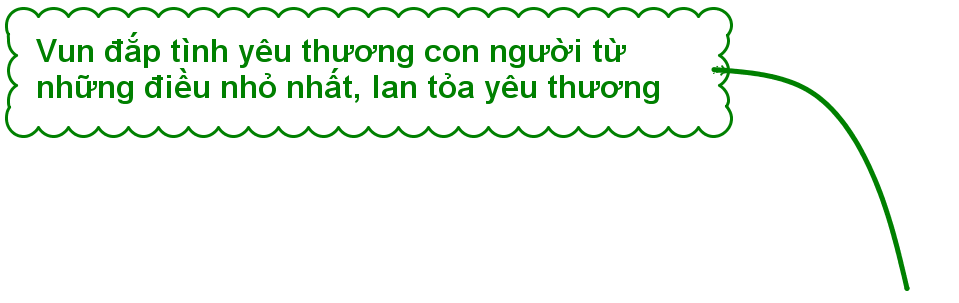 Vun đắp tình yêu thương con người từ
những điều nhỏ nhất, lan tỏa yêu thương